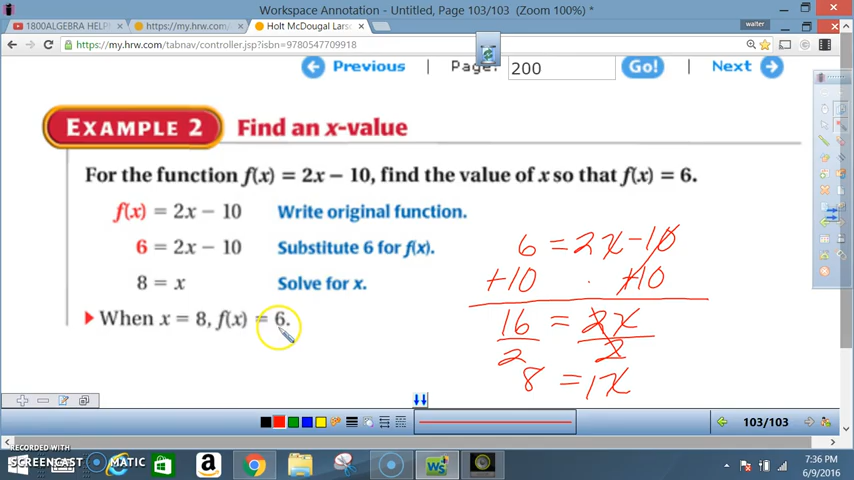 Workspace Annotation - Untitled, Page 103/103 (Zoom 100%) *
1800ALGEBRA HELP
https://my.hrw.com/tabna
Holt McDougal Larso
walter
https://my.hrw.com/tabnav/controller.jsp?isbn=9780547709918
Previous | Page: 200 Go! | Next
EXAMPLE 2 Find an x-value
For the function f(x) = 2x − 10, find the value of x so that f(x) = 6.
f(x) = 2x − 10 Write original function.
6 = 2x − 10 Substitute 6 for f(x).
8 = x Solve for x.
When x = 8, f(x) = 6.
6 = 2x-10
+10 +10
16 = 2x
2 2
8 = 1x
103/103
RECORDED WITH
SCREENCAST MATIC
7:36 PM
6/9/2016